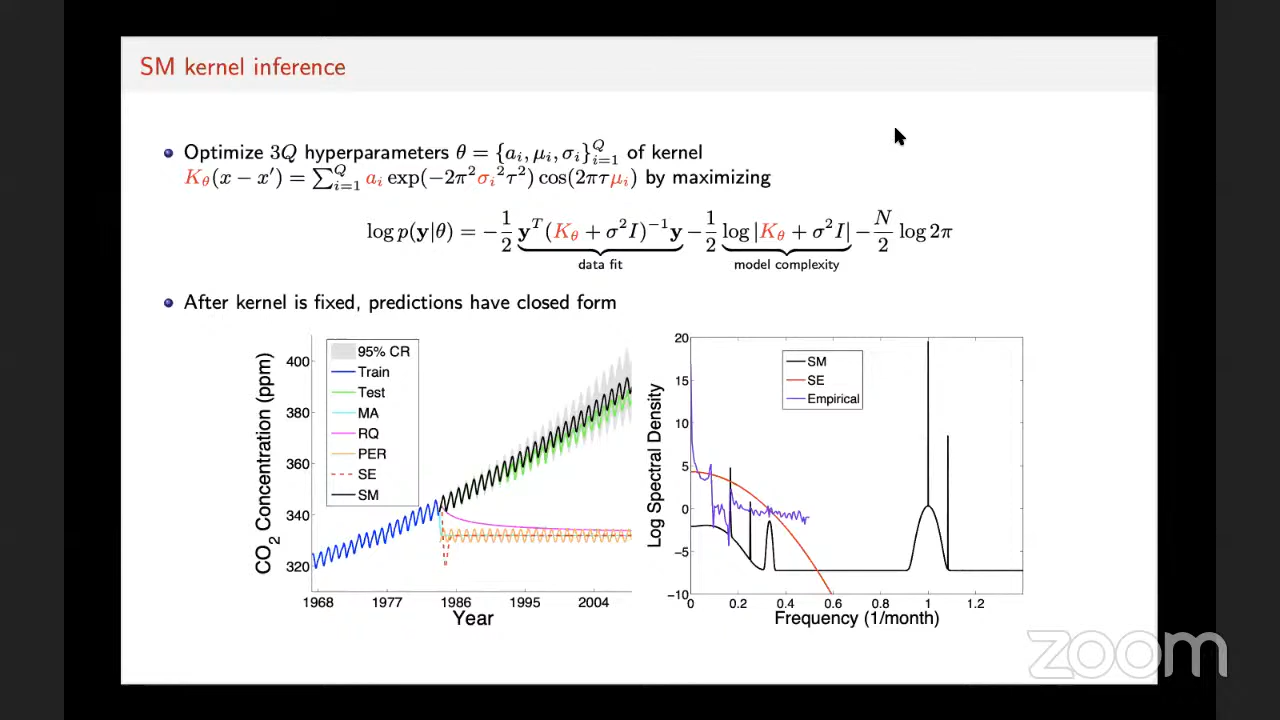 SM kernel inference
Optimize 3Q hyperparameters θ = {aᵢ, μᵢ, σᵢ}ᵢ₌₁^Q of kernel
K_θ(x − x′) = ∑ᵢ₌₁^Q aᵢ exp(−2π²σᵢ²τ²) cos(2πτμᵢ) by maximizing
log p(y|θ) = −1/2 yᵀ(K_θ + σ²I)⁻¹y − 1/2 log |K_θ + σ²I| − N/2 log 2π
data fit
model complexity
After kernel is fixed, predictions have closed form
CO₂ Concentration (ppm)
400
380
360
340
320
95% CR
Train
Test
MA
RQ
PER
SE
SM
1968 1977 1986 1995 2004
Year
Log Spectral Density
20
15
10
5
0
−5
−10
SM
SE
Empirical
0 0.2 0.4 0.6 0.8 1 1.2
Frequency (1/month)
zoom